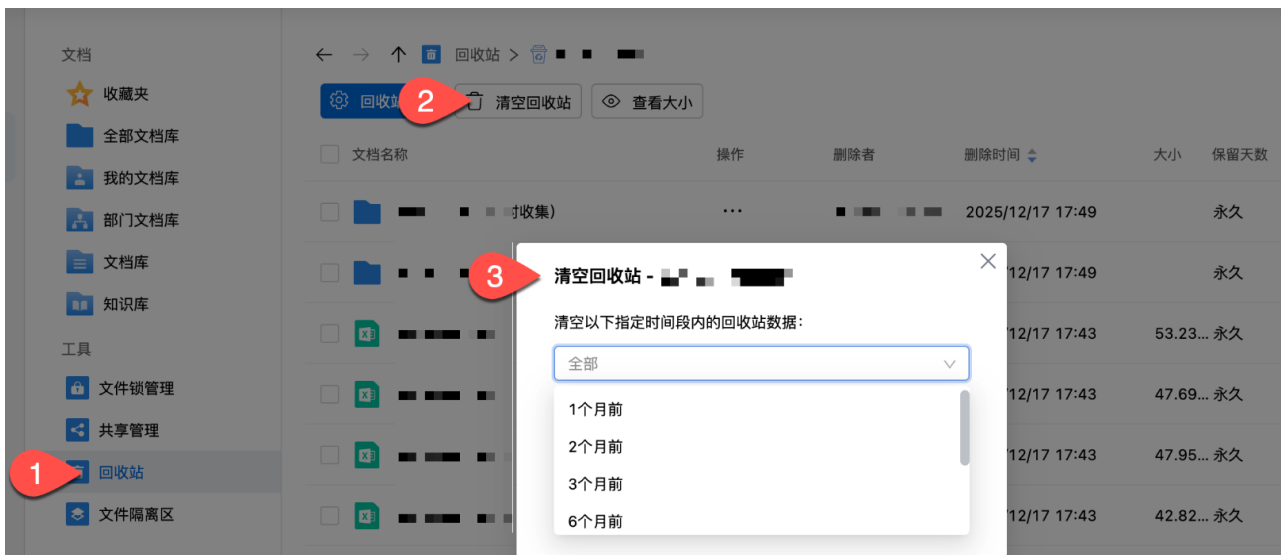 文档
收藏夹
全部文档库
我的文档库
部门文档库
文档库
知识库
工具
文件锁管理
共享管理
1
回收站
文件隔离区
回收站 >
回收站
2
清空回收站
查看大小
文档名称 操作 删除者 删除时间 大小 保留天数
收集) ... 2025/12/17 17:49 永久
12/17 17:49 永久
12/17 17:43 53.23... 永久
12/17 17:43 47.69... 永久
12/17 17:43 47.95... 永久
12/17 17:43 42.82... 永久
3
清空回收站 -
清空以下指定时间段内的回收站数据:
全部
1个月前
2个月前
3个月前
6个月前